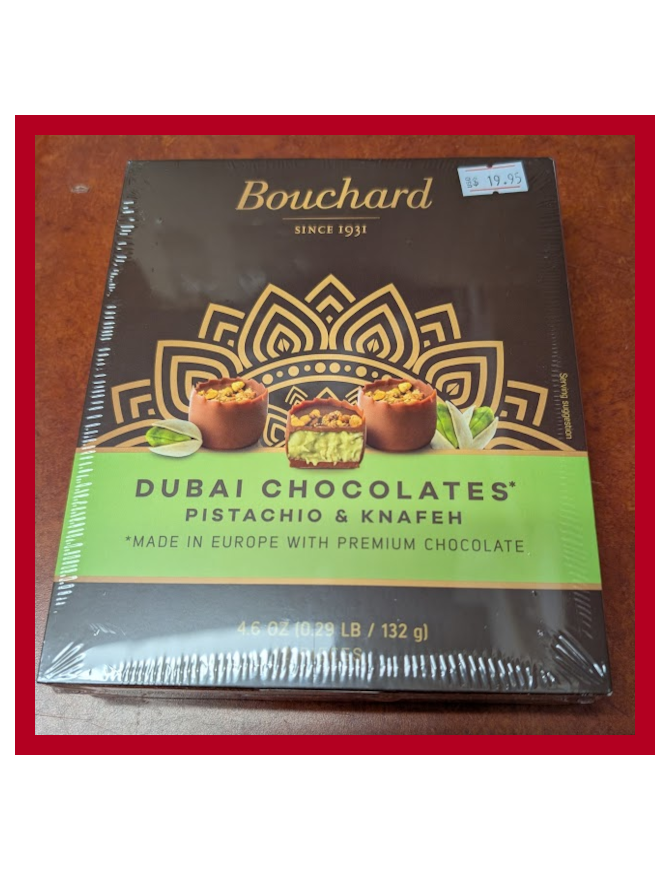 Bouchard
SINCE 1931
19.95
Serving suggestion
DUBAI CHOCOLATES*
PISTACHIO & KNAFEH
*MADE IN EUROPE WITH PREMIUM CHOCOLATE
4.6 OZ (0.29 LB / 132 g)